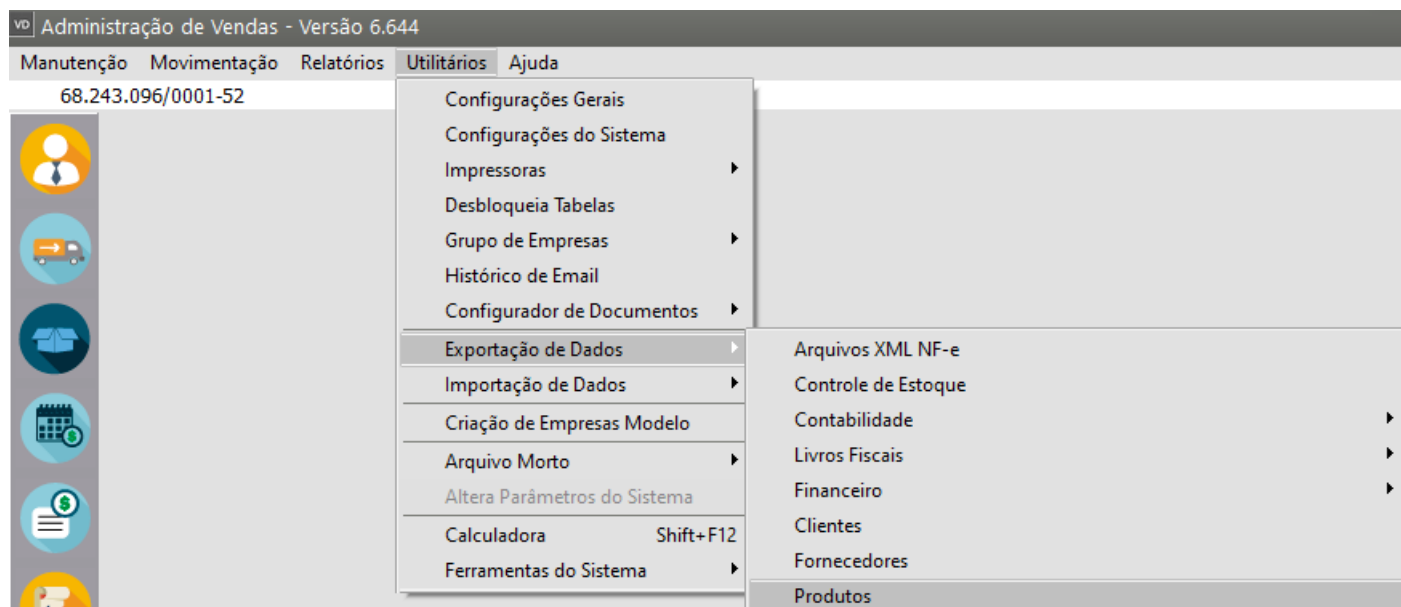 VD Administração de Vendas - Versão 6.644
Manutenção Movimentação Relatórios Utilitários Ajuda
68.243.096/0001-52
Configurações Gerais
Configurações do Sistema
Impressoras
Desbloqueia Tabelas
Grupo de Empresas
Histórico de Email
Configurador de Documentos
Exportação de Dados
Importação de Dados
Criação de Empresas Modelo
Arquivo Morto
Altera Parâmetros do Sistema
Calculadora Shift+F12
Ferramentas do Sistema
Arquivos XML NF-e
Controle de Estoque
Contabilidade
Livros Fiscais
Financeiro
Clientes
Fornecedores
Produtos